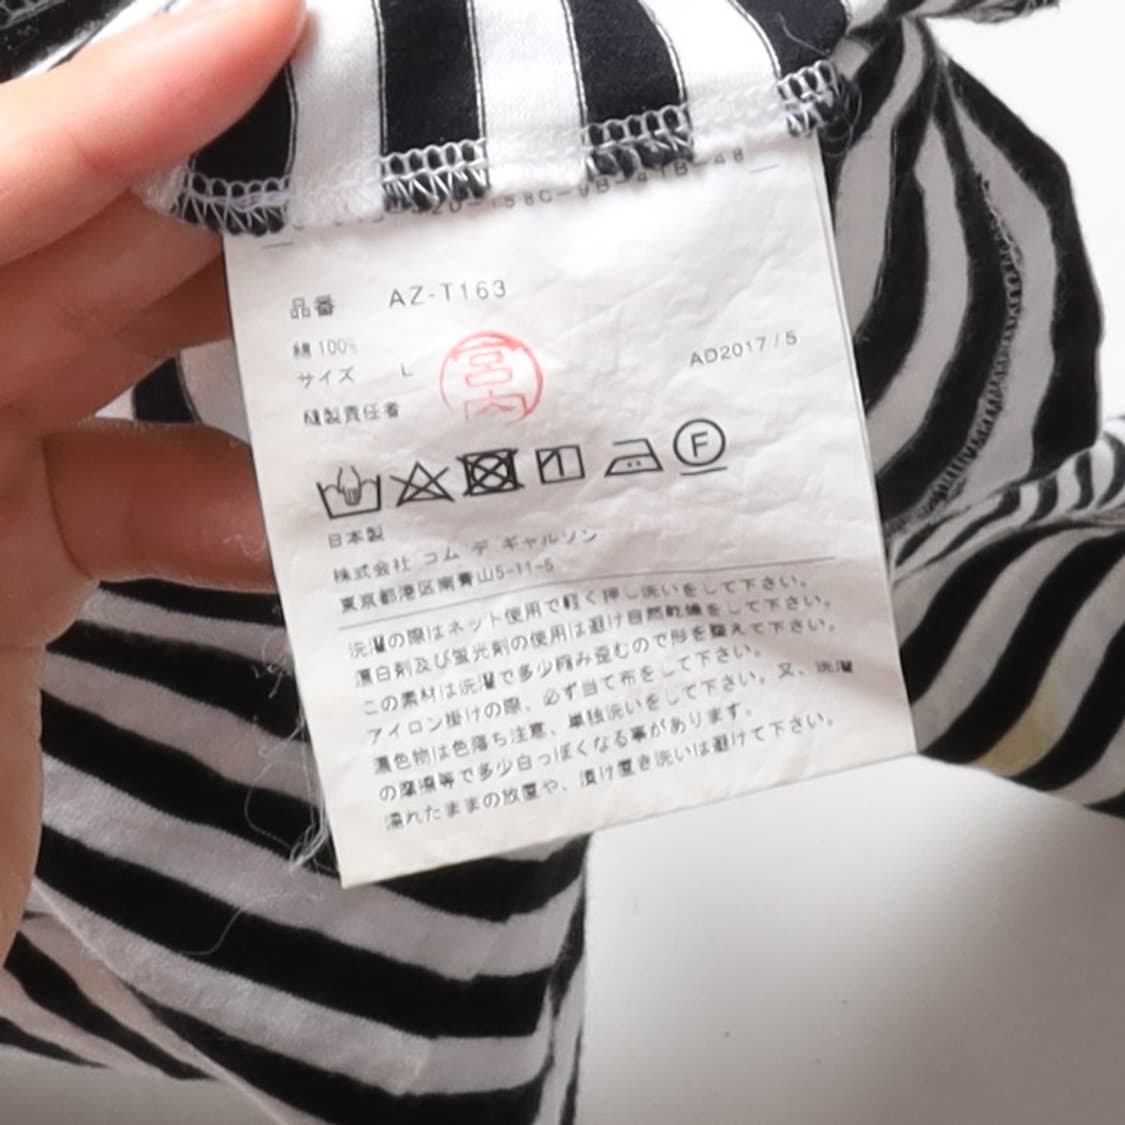 品番 AZ-T163
綿 100%
サイズ L
AD2017 / 5
縫製責任者
宮内
F
日本製
株式会社 コム デ ギャルソン
東京都港区南青山5-11-5
洗濯の際はネット使用で軽く押し洗いをして下さい。
漂白剤及び蛍光剤の使用は避け自然乾燥をして下さい。
この素材は洗濯で多少縮み歪むので形を整えて下さい。
アイロン掛けの際、必ず当て布をして下さい。
濃色物は色落ち注意、単独洗いをして下さい。又、洗濯
の摩擦等で多少白っぽくなる事があります。
濡れたままの放置や、漬け置き洗いは避けて下さい。